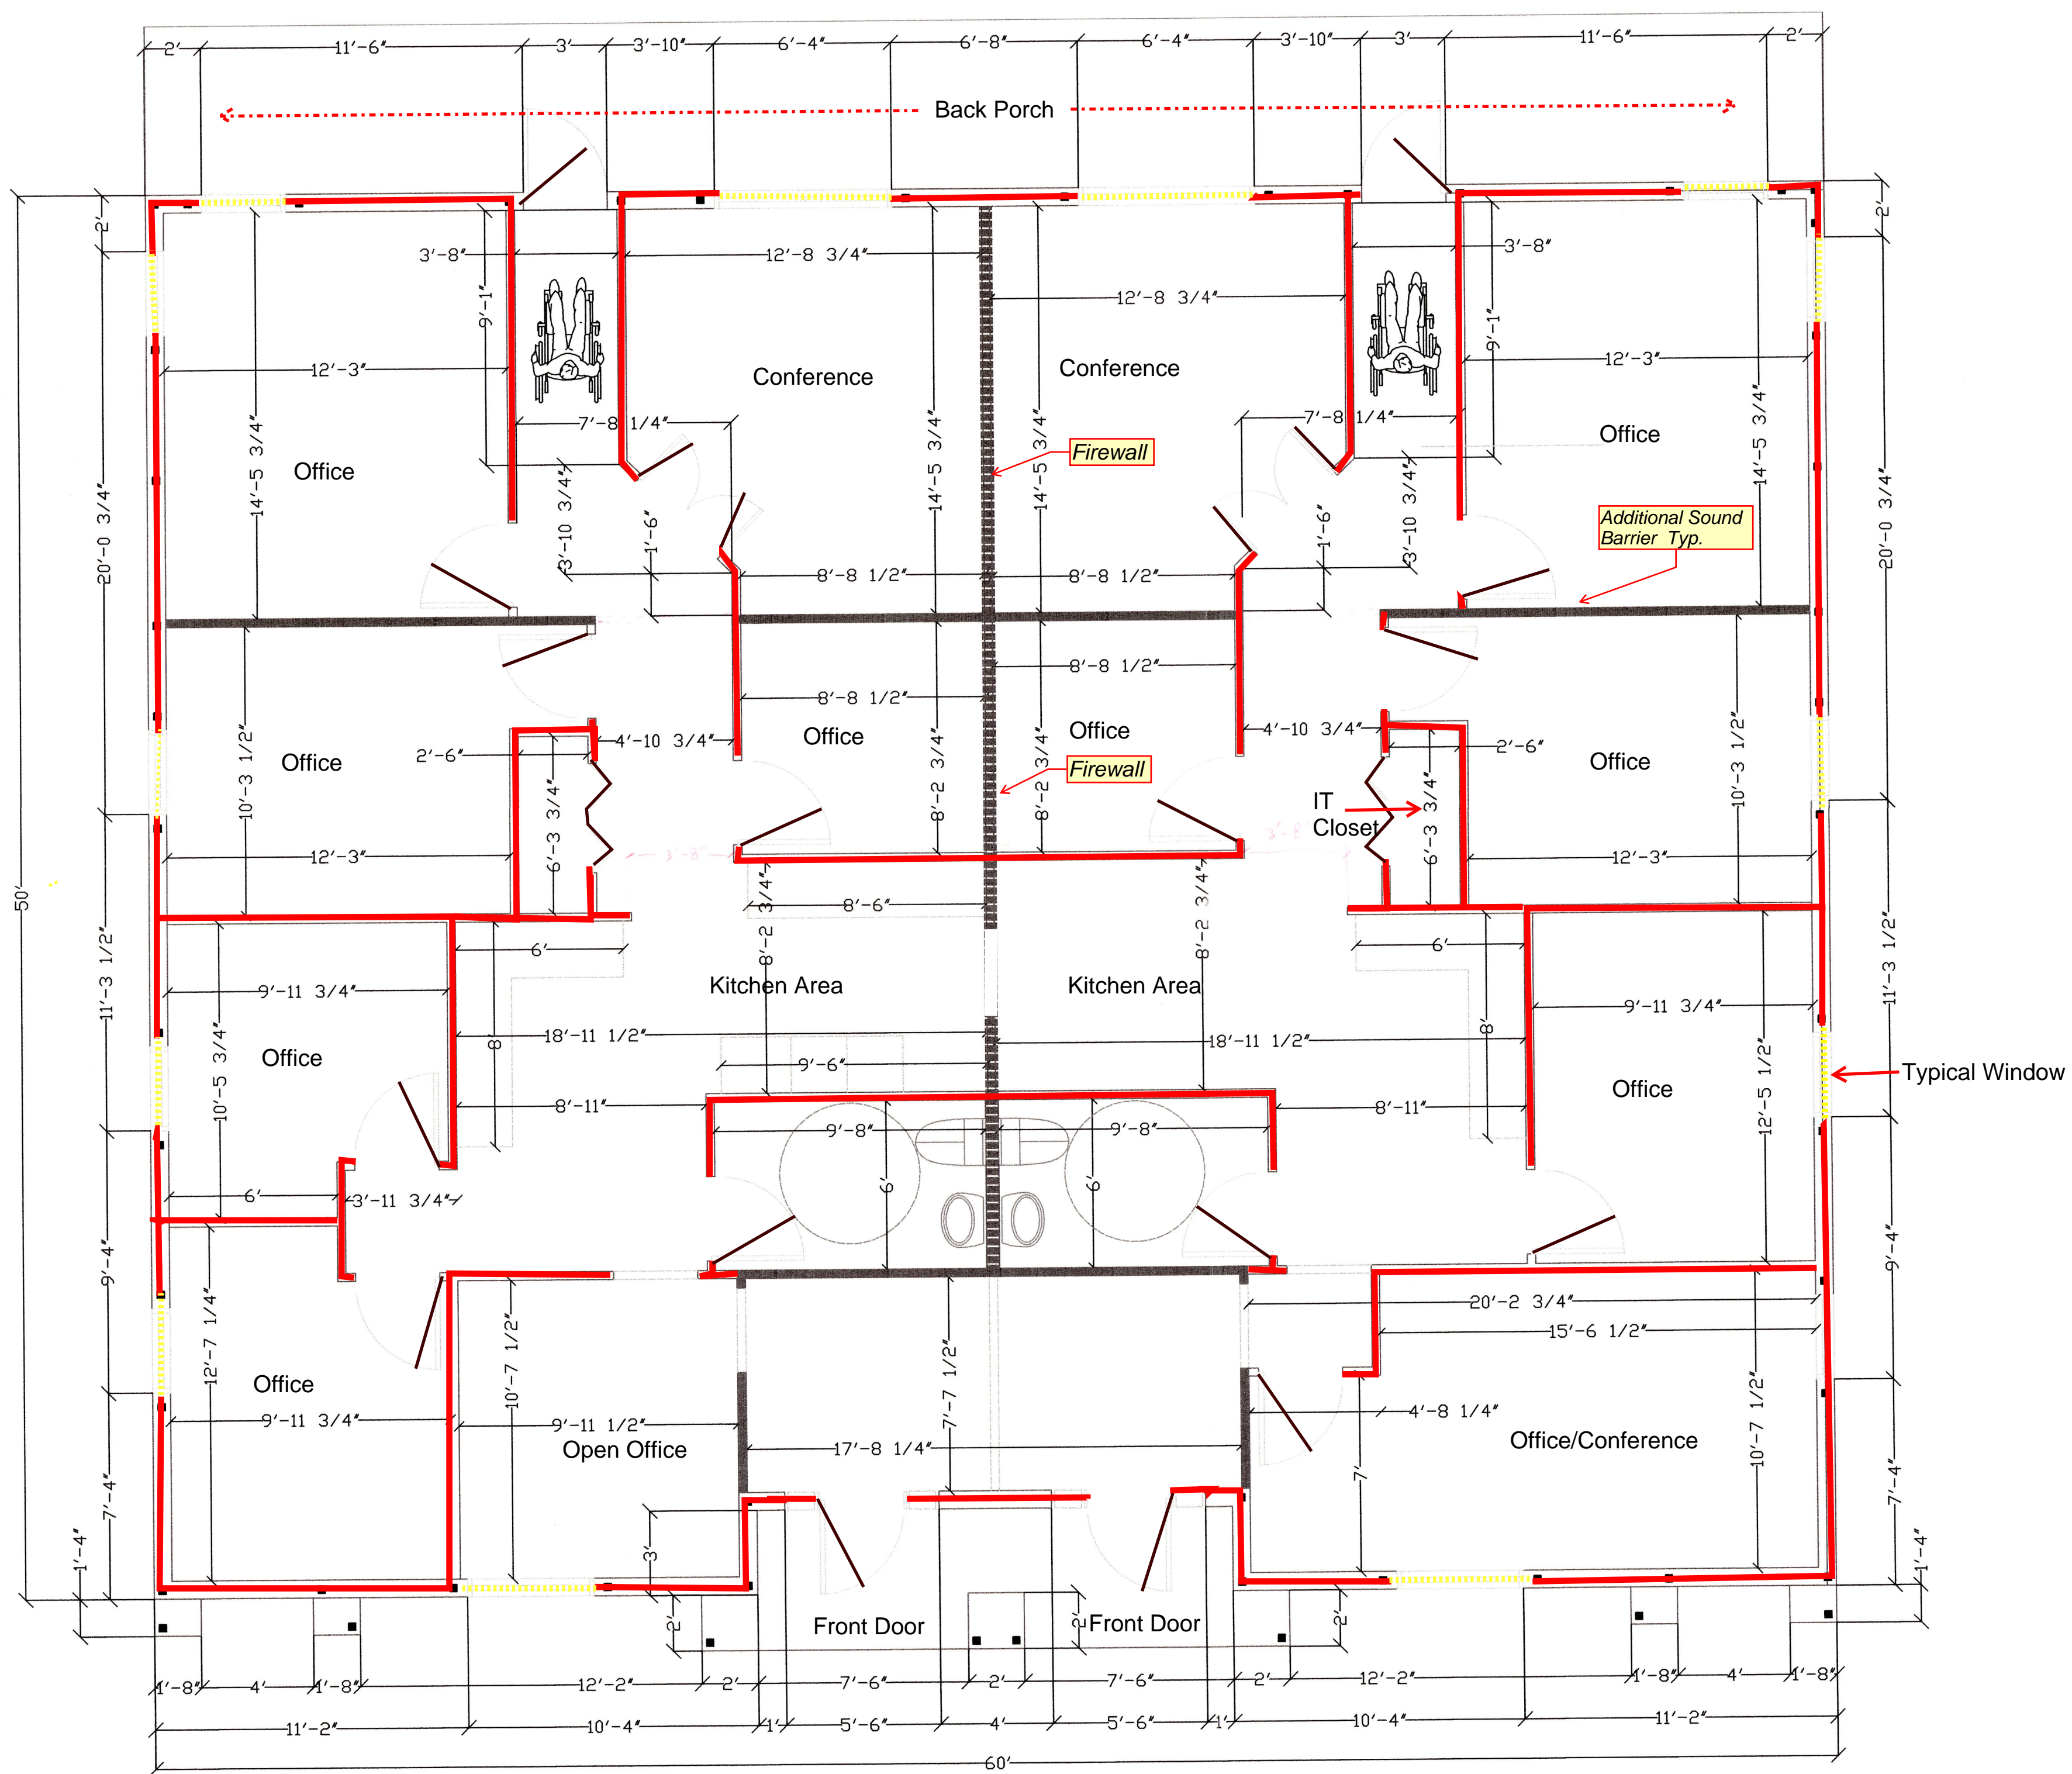 2' 11'-6" 3' 3'-10" 6'-4" 6'-8" 6'-4" 3'-10" 3' 11'-6" 2'
Back Porch
2' 2'
3'-8" 12'-8 3/4" 3'-8"
9'-1" 12'-8 3/4" 9'-1"
12'-3" Conference Conference 12'-3"
7'-8 1/4" 7'-8 1/4"
Office 14'-5 3/4" 14'-5 3/4" 14'-5 3/4" Office 14'-5 3/4"
Firewall
20'-0 3/4" 3'-10 3/4" 1'-6" 1'-6" 3'-10 3/4" 20'-0 3/4"
Additional Sound
Barrier Typ.
8'-8 1/2" 8'-8 1/2"
8'-8 1/2"
8'-8 1/2"
Office 2'-6" 4'-10 3/4" Office Office 4'-10 3/4" 2'-6" Office
Firewall
10'-3 1/2" 6'-3 3/4" 8'-2 3/4" 8'-2 3/4" 6'-3 3/4" 10'-3 1/2"
IT
Closet
12'-3" 3'-8" 3'-8" 12'-3"
50'
8'-6"
11'-3 1/2" 6' 8'-2 3/4" 8'-2 3/4" 6' 11'-3 1/2"
9'-11 3/4" Kitchen Area Kitchen Area 9'-11 3/4"
Office 10'-5 3/4" 8' 18'-11 1/2" 18'-11 1/2" 8'
9'-6" Typical Window
8'-11" 8'-11" Office 12'-5 1/2"
9'-8" 9'-8"
6' 3'-11 3/4" 6' 6'
9'-4" 9'-4"
12'-7 1/4" 10'-7 1/2" 7'-7 1/2" 20'-2 3/4"
15'-6 1/2"
Office
9'-11 3/4" 9'-11 1/2" 4'-8 1/4" 10'-7 1/2"
Open Office 17'-8 1/4" Office/Conference
7'-4" 7' 7'-4"
1'-4" 3' 1'-4"
2' Front Door 2' Front Door 2'
1'-8" 4' 1'-8" 12'-2" 2' 7'-6" 2' 7'-6" 2' 12'-2" 1'-8" 4' 1'-8"
11'-2" 10'-4" 1' 5'-6" 4' 5'-6" 1' 10'-4" 11'-2"
60'